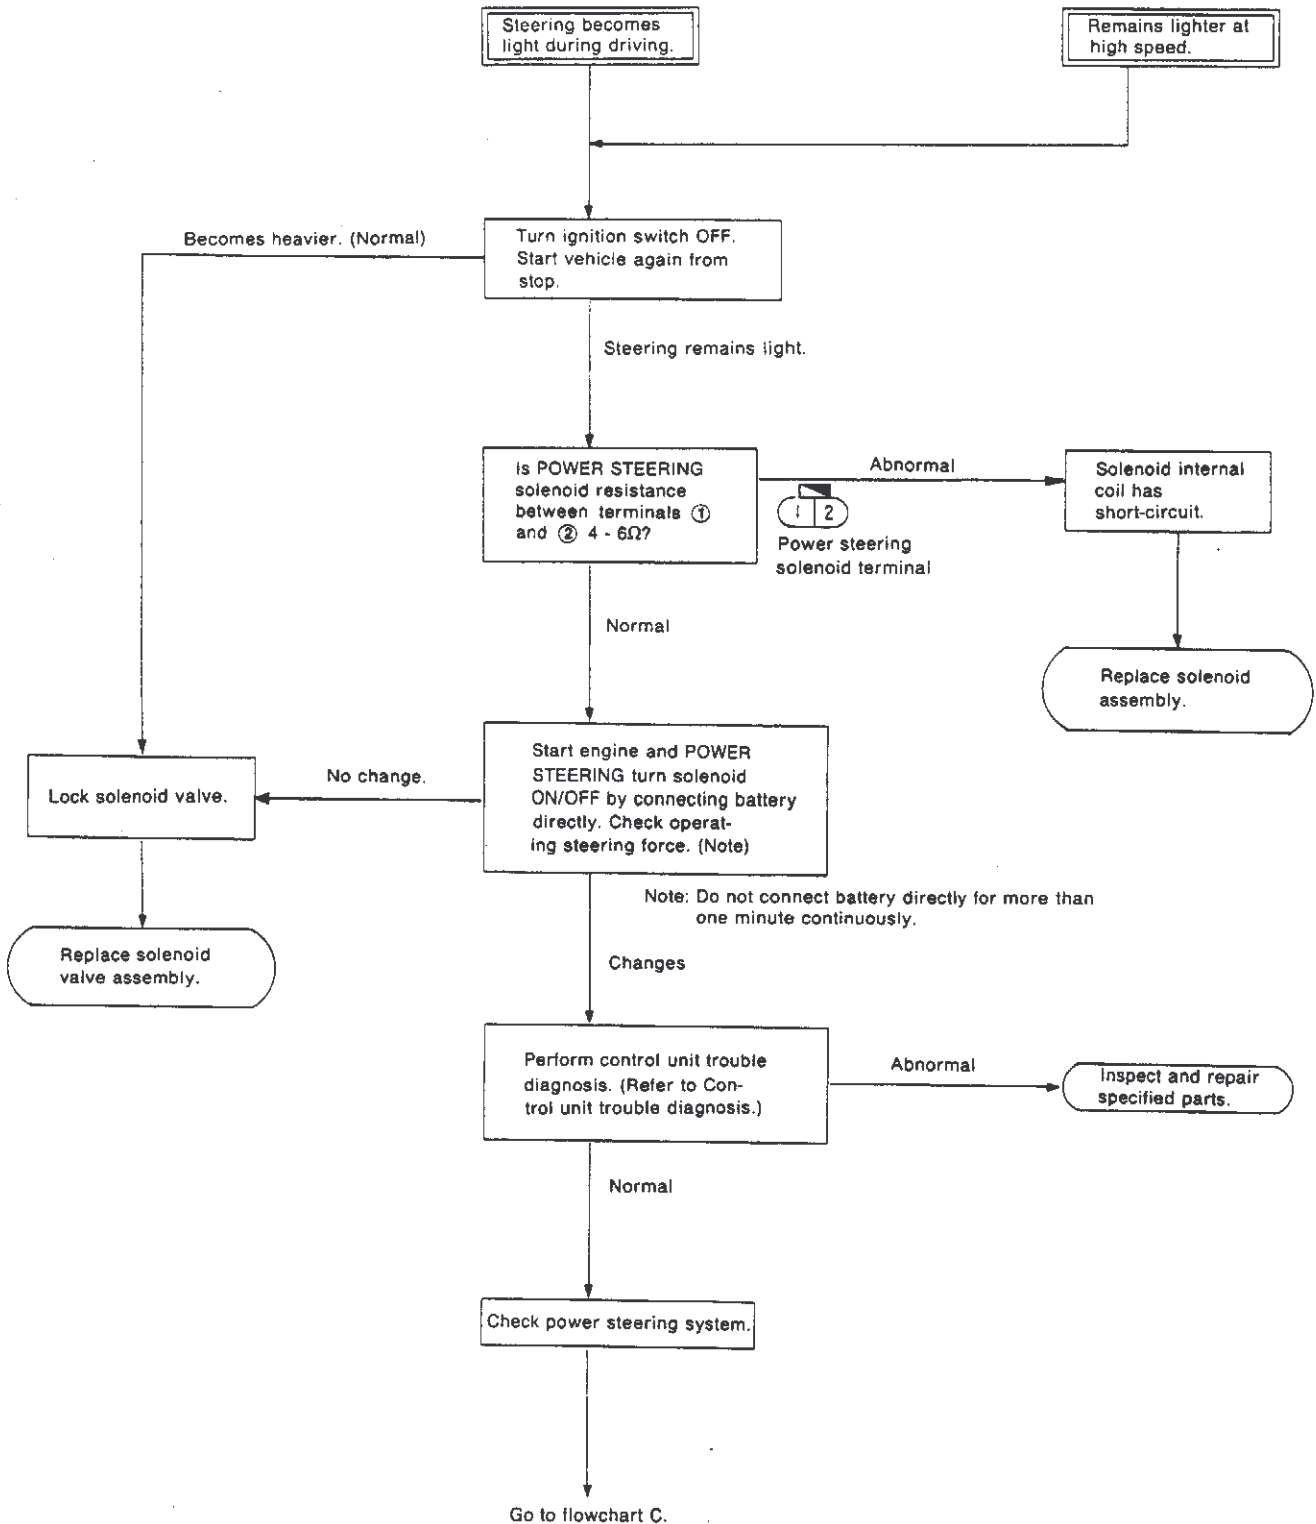 Steering becomes
light during driving.
Remains lighter at
high speed.
Becomes heavier. (Normal)
Turn ignition switch OFF.
Start vehicle again from
stop.
Steering remains light.
Is POWER STEERING
solenoid resistance
between terminals ①
and ② 4 - 6Ω?
Abnormal
1 2
Power steering
solenoid terminal
Solenoid internal
coil has
short-circuit.
Normal
Replace solenoid
assembly.
Start engine and POWER
STEERING turn solenoid
ON/OFF by connecting battery
directly. Check operat-
ing steering force. (Note)
No change.
Lock solenoid valve.
Note: Do not connect battery directly for more than
one minute continuously.
Replace solenoid
valve assembly.
Changes
Perform control unit trouble
diagnosis. (Refer to Con-
trol unit trouble diagnosis.)
Abnormal
Inspect and repair
specified parts.
Normal
Check power steering system.
Go to flowchart C.